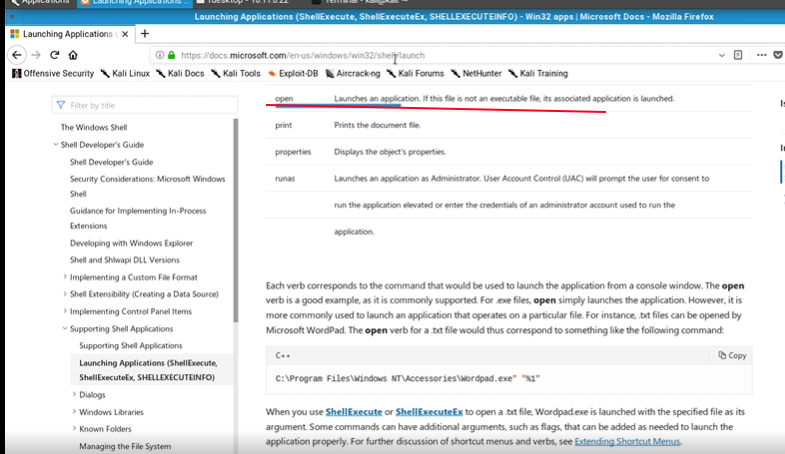 Applications
Launching Applications (
Terminal - kali@kali: ~
Launching Applications (ShellExecute, ShellExecuteEx, SHELLEXECUTEINFO) - Win32 apps | Microsoft Docs - Mozilla Firefox
Launching Applications (
https://docs.microsoft.com/en-us/windows/win32/shell/launch
Offensive Security Kali Linux Kali Docs Kali Tools Exploit-DB Aircrack-ng Kali Forums NetHunter Kali Training
Filter by title
The Windows Shell
Shell Developer's Guide
Shell Developer's Guide
Security Considerations: Microsoft Windows
Shell
Guidance for Implementing In-Process
Extensions
Developing with Windows Explorer
Shell and Shlwapi DLL Versions
Implementing a Custom File Format
Shell Extensibility (Creating a Data Source)
Implementing Control Panel Items
Supporting Shell Applications
Supporting Shell Applications
Launching Applications (ShellExecute,
ShellExecuteEx, SHELLEXECUTEINFO)
Dialogs
Windows Libraries
Known Folders
Managing the File System
open Launches an application. If this file is not an executable file, its associated application is launched.
print Prints the document file.
properties Displays the object's properties.
runas Launches an application as Administrator. User Account Control (UAC) will prompt the user for consent to
run the application elevated or enter the credentials of an administrator account used to run the
application.
Each verb corresponds to the command that would be used to launch the application from a console window. The open
verb is a good example, as it is commonly supported. For .exe files, open simply launches the application. However, it is
more commonly used to launch an application that operates on a particular file. For instance, .txt files can be opened by
Microsoft WordPad. The open verb for a .txt file would thus correspond to something like the following command:
C++ Copy
C:\Program Files\Windows NT\Accessories\Wordpad.exe" "%1"
When you use ShellExecute or ShellExecuteEx to open a .txt file, Wordpad.exe is launched with the specified file as its
argument. Some commands can have additional arguments, such as flags, that can be added as needed to launch the
application properly. For further discussion of shortcut menus and verbs, see Extending Shortcut Menus.